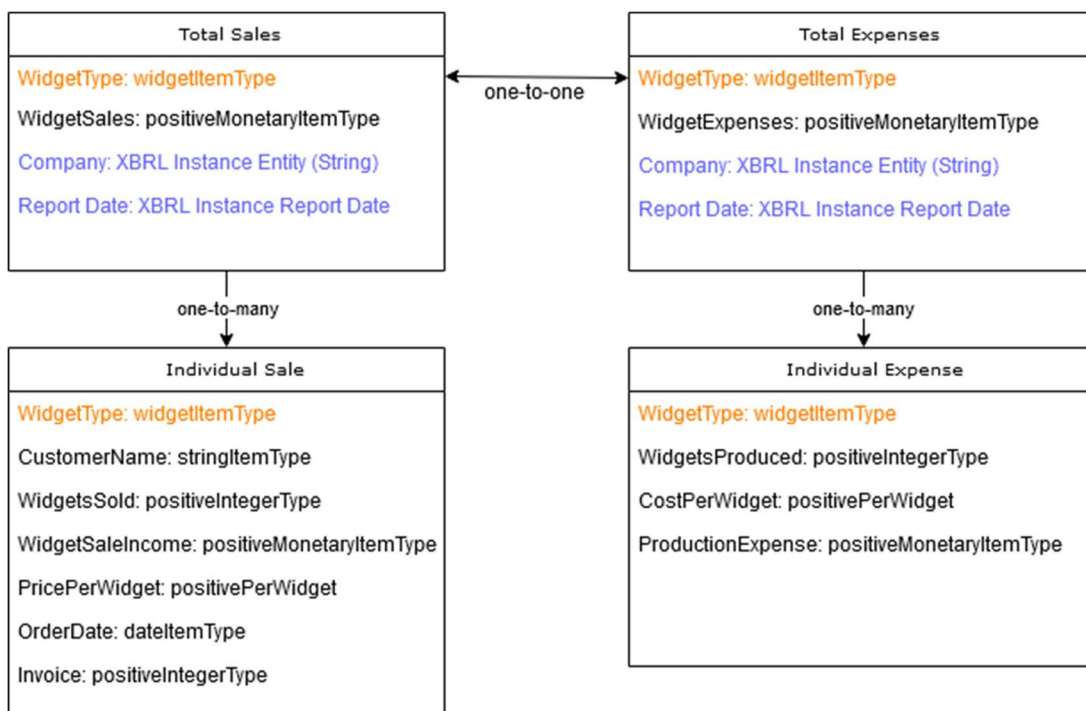 Total Sales
WidgetType: widgetItemType
WidgetSales: positiveMonetaryItemType
Company: XBRL Instance Entity (String)
Report Date: XBRL Instance Report Date
one-to-one
Total Expenses
WidgetType: widgetItemType
WidgetExpenses: positiveMonetaryItemType
Company: XBRL Instance Entity (String)
Report Date: XBRL Instance Report Date
one-to-many
one-to-many
Individual Sale
WidgetType: widgetItemType
CustomerName: stringItemType
WidgetsSold: positiveIntegerType
WidgetSaleIncome: positiveMonetaryItemType
PricePerWidget: positivePerWidget
OrderDate: dateItemType
Invoice: positiveIntegerType
Individual Expense
WidgetType: widgetItemType
WidgetsProduced: positiveIntegerType
CostPerWidget: positivePerWidget
ProductionExpense: positiveMonetaryItemType